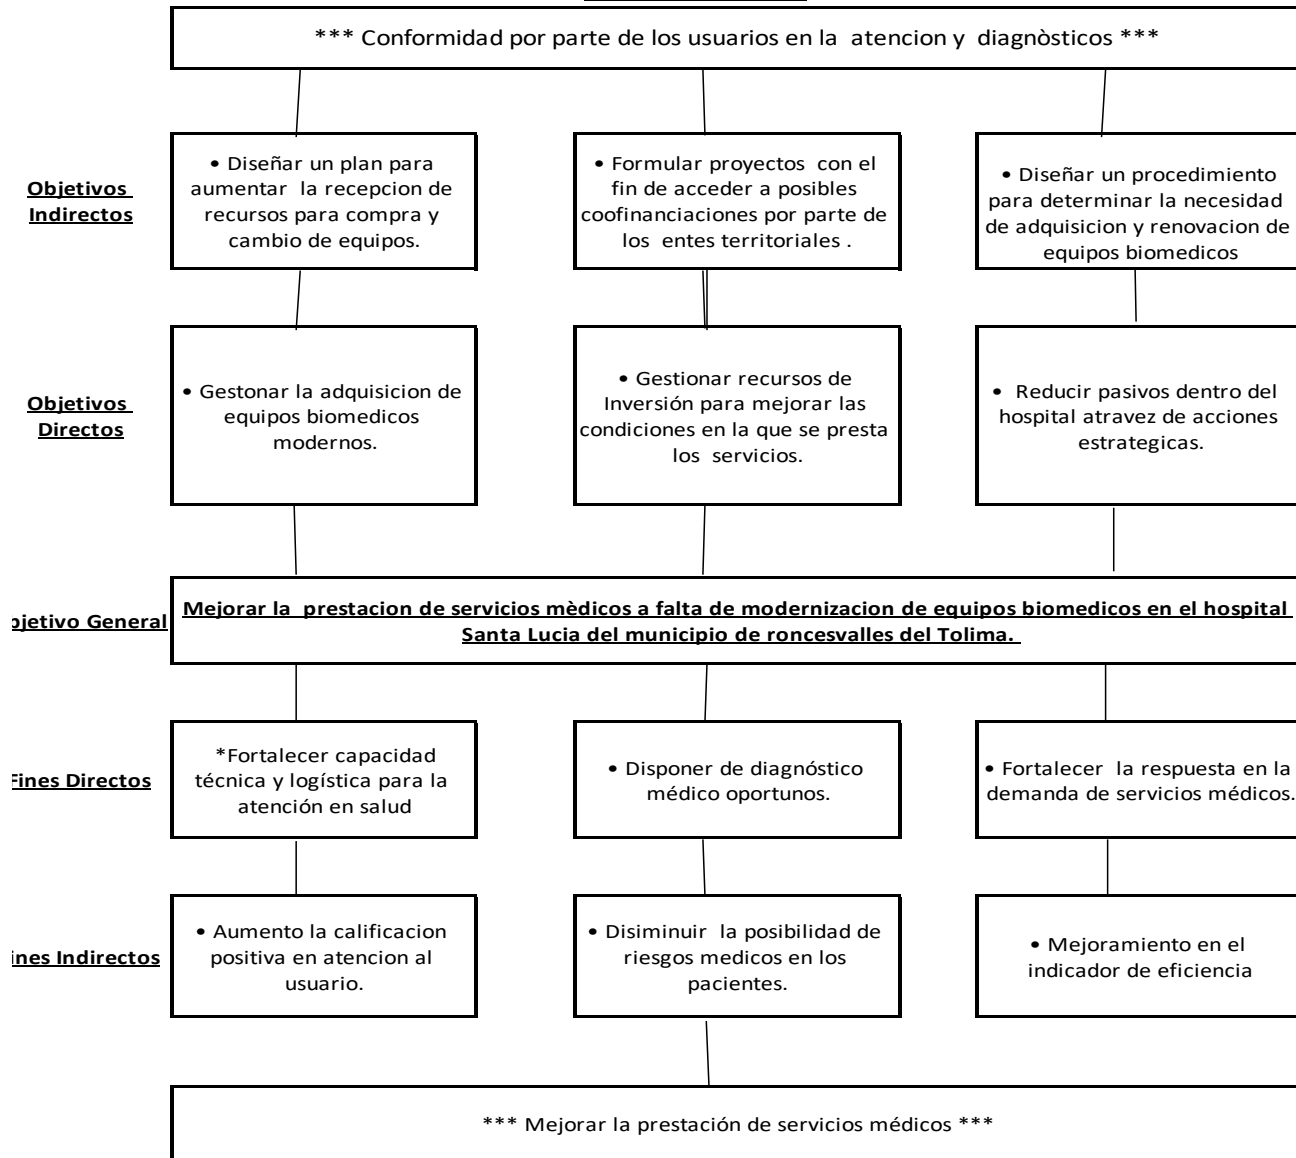 *** Conformidad por parte de los usuarios en la  atencion y  diagnòsticos ***
Objetivos
Indirectos
• Diseñar un plan para
aumentar  la recepcion de
recursos para compra y
cambio de equipos.
• Formular proyectos  con el
fin de acceder a posibles
coofinanciaciones por parte de
los  entes territoriales .
• Diseñar un procedimiento
para determinar la necesidad
de adquisicion y renovacion de
equipos biomedicos
Objetivos
Directos
• Gestonar la adquisicion de
equipos biomedicos
modernos.
• Gestionar recursos de
Inversión para mejorar las
condiciones en la que se presta
los  servicios.
•  Reducir pasivos dentro del
hospital atravez de acciones
estrategicas.
bjetivo General
Mejorar la  prestacion de servicios mèdicos a falta de modernizacion de equipos biomedicos en el hospital
Santa Lucia del municipio de roncesvalles del Tolima.
Fines Directos
*Fortalecer capacidad
técnica y logística para la
atención en salud
• Disponer de diagnóstico
médico oportunos.
• Fortalecer  la respuesta en la
demanda de servicios médicos.
ines Indirectos
• Aumento la calificacion
positiva en atencion al
usuario.
• Disiminuir  la posibilidad de
riesgos medicos en los
pacientes.
• Mejoramiento en el
indicador de eficiencia
*** Mejorar la prestación de servicios médicos ***